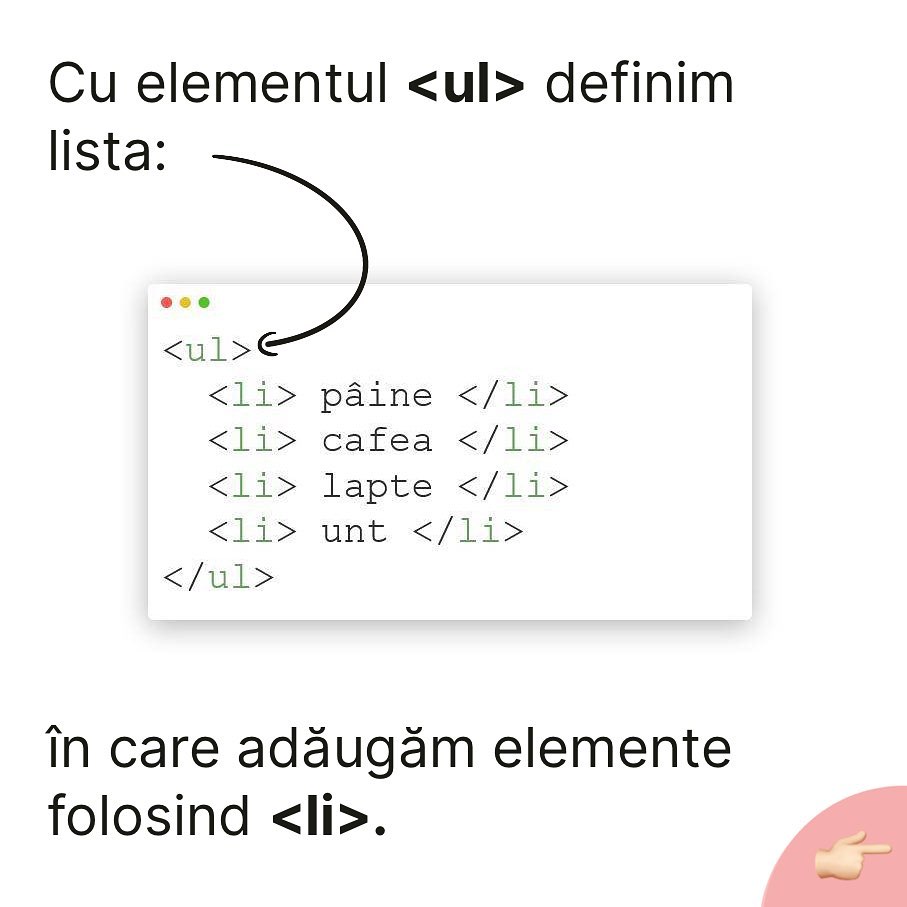 Cu elementul <ul> definim
lista:
<ul>
<li> pâine </li>
<li> cafea </li>
<li> lapte </li>
<li> unt </li>
</ul>
în care adăugăm elemente
folosind <li>.